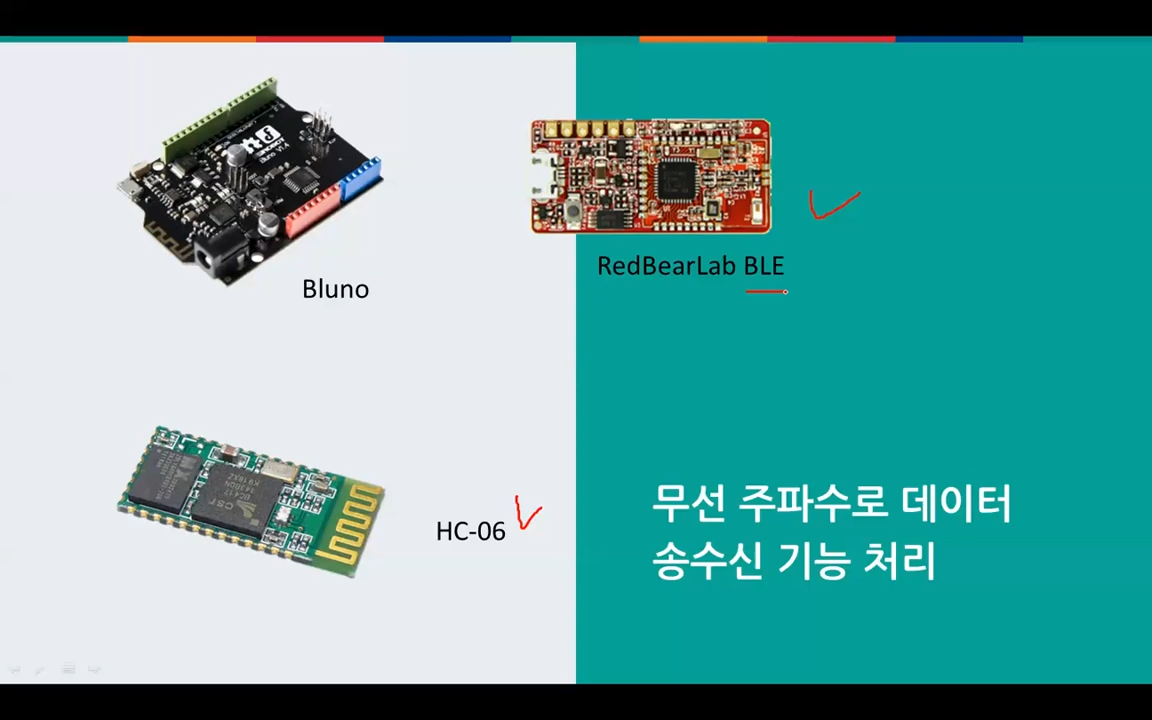 RedBearLab BLE
Bluno
HC-06
무선 주파수로 데이터
송수신 기능 처리